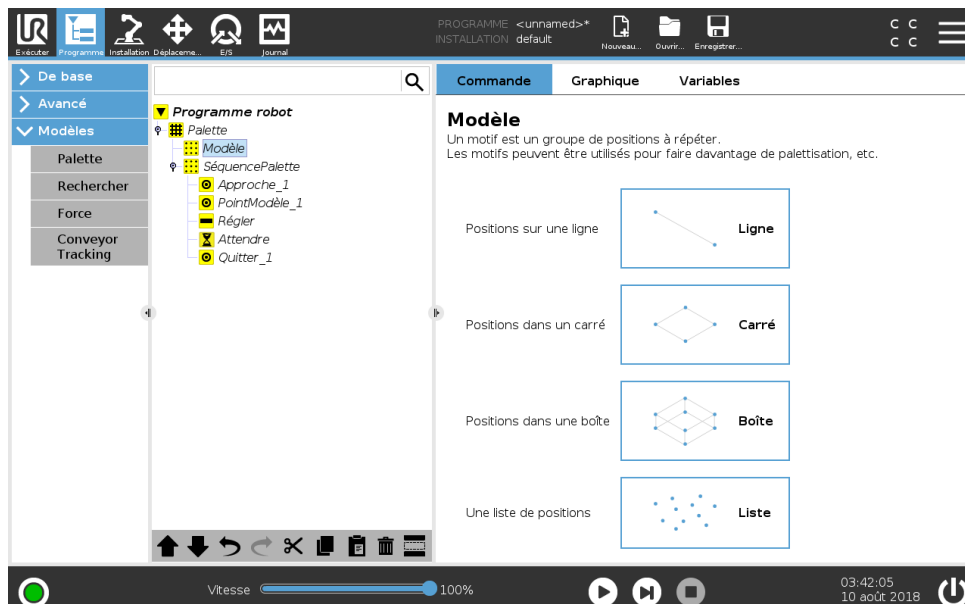 PROGRAMME <unnamed>*
INSTALLATION default
C C
C C
UR
Exécuter Programme Installation Déplaceme... E/S Journal Nouveau... Ouvrir... Enregistrer...
De base
Avancé
Modèles
Palette
Rechercher
Force
Conveyor
Tracking
Programme robot
Palette
Modèle
SéquencePalette
Approche_1
PointModèle_1
Régler
Attendre
Quitter_1
Commande Graphique Variables
Modèle
Un motif est un groupe de positions à répéter.
Les motifs peuvent être utilisés pour faire davantage de palettisation, etc.
Positions sur une ligne Ligne
Positions dans un carré Carré
Positions dans une boîte Boîte
Une liste de positions Liste
Vitesse 100%
03:42:05
10 août 2018